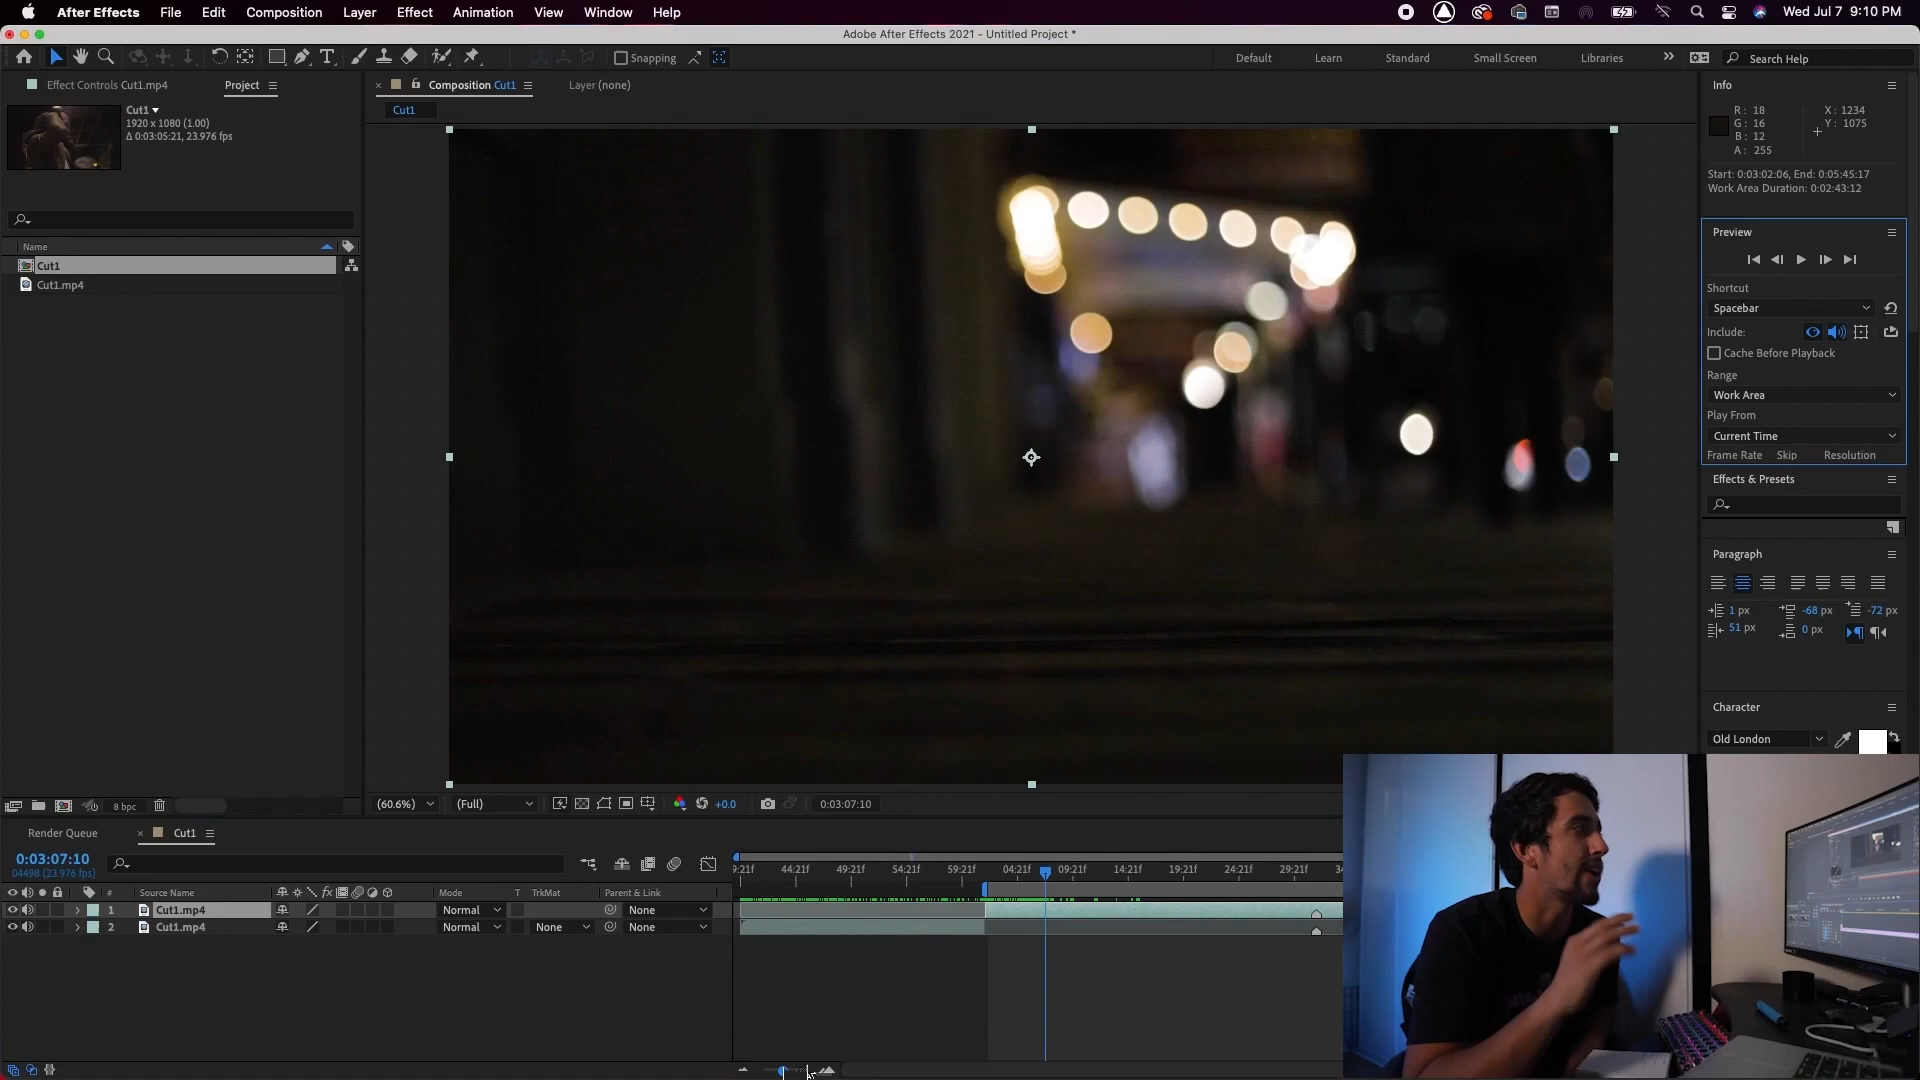 After Effects File Edit Composition Layer Effect Animation View Window Help Wed Jul 7 9:10 PM
Adobe After Effects 2021 - Untitled Project *
Snapping Default Learn Standard Small Screen Libraries Search Help
Effect Controls Cut1.mp4 Project Composition Cut1 Layer (none) Info
Cut1
Cut1
1920 x 1080 (1.00)
Δ 0:03:05:21, 23.976 fps
R: 18 X: 1234
G: 16 Y: 1075
B: 12
A: 255
Start: 0:03:02:06, End: 0:05:45:17
Work Area Duration: 0:02:43:12
Preview
Name
Cut1
Cut1.mp4
Shortcut
Spacebar
Include:
Cache Before Playback
Range
Work Area
Play From
Current Time
Frame Rate Skip Resolution
Effects & Presets
Paragraph
1 px -68 px -72 px
51 px 0 px
Character
Old London
8 bpc
(60.6%) (Full) +0.0 0:03:07:10
Render Queue Cut1
0:03:07:10
04498 (23.976 fps)
9:21f 44:21f 49:21f 54:21f 59:21f 04:21f 09:21f 14:21f 19:21f 24:21f 29:21f
# Source Name fx Mode T TrkMat Parent & Link
1 Cut1.mp4 Normal None
2 Cut1.mp4 Normal None None